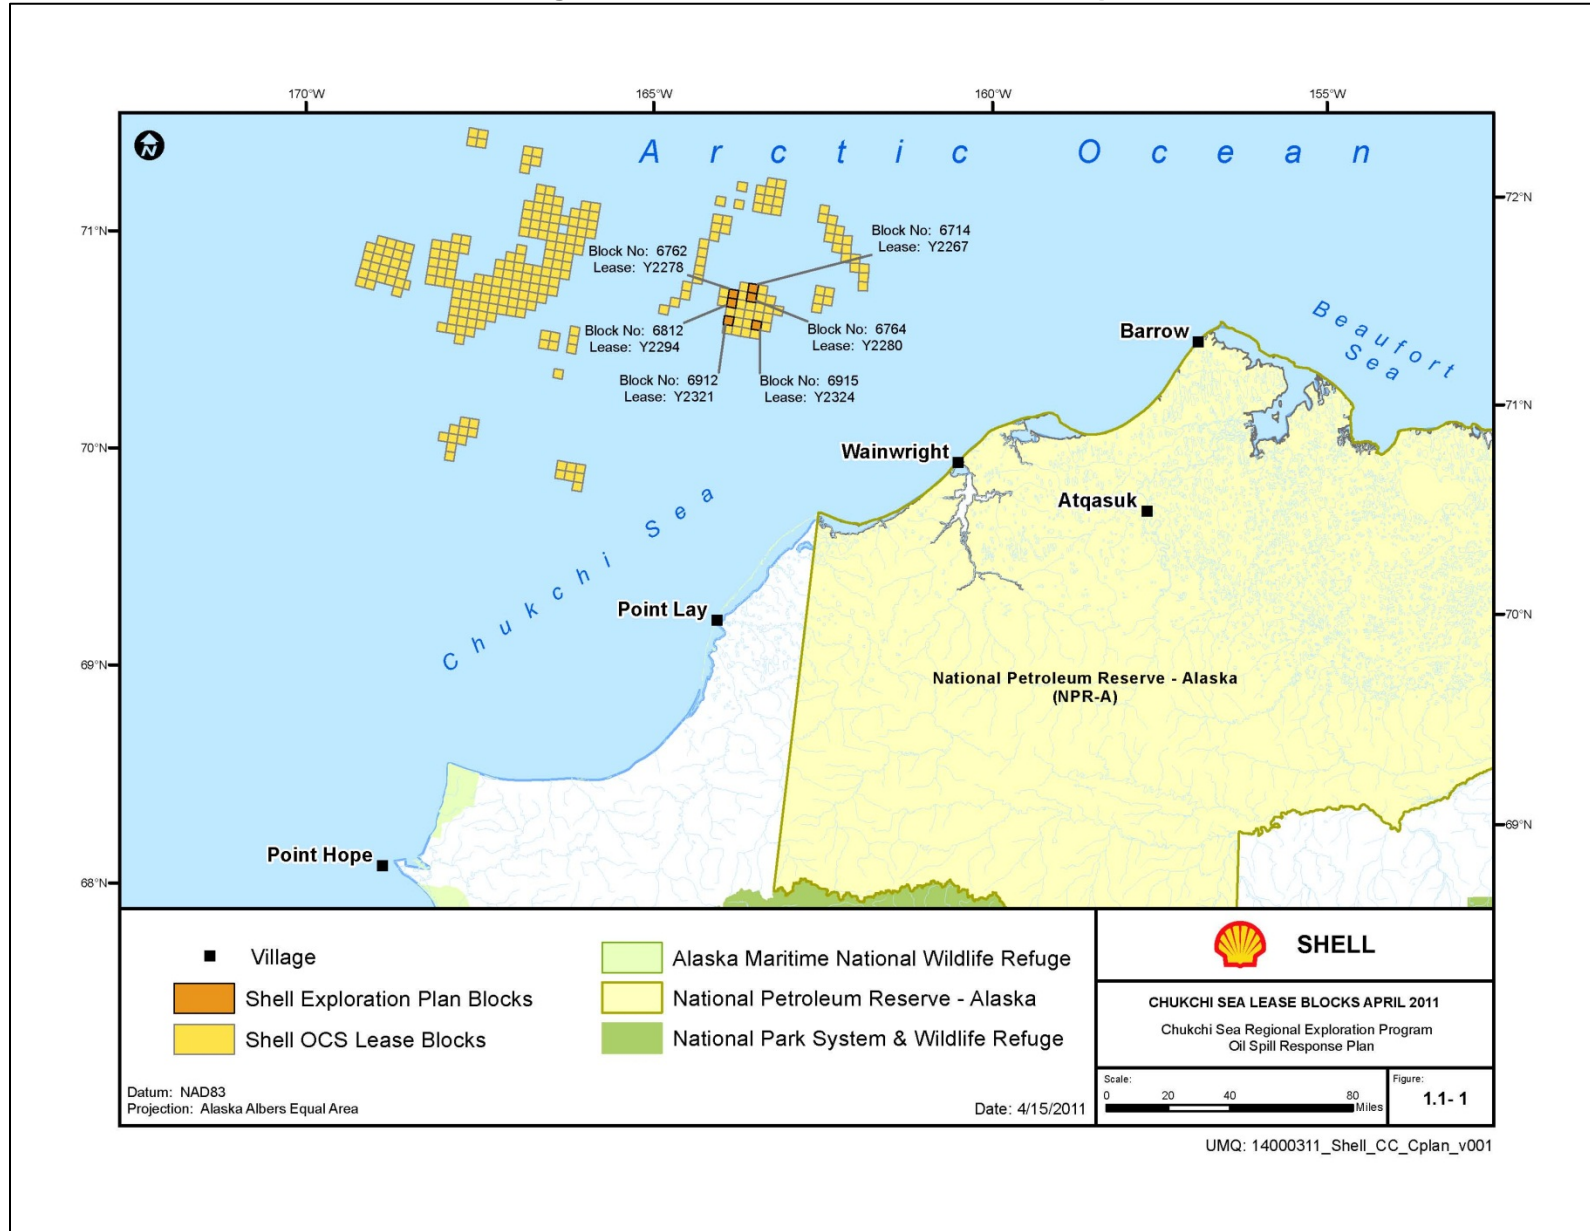 170°W
165°W
160°W
155°W
N
Arctic Ocean
72°N
71°N
Block No: 6714
Lease: Y2267
Block No: 6762
Lease: Y2278
Block No: 6812
Lease: Y2294
Block No: 6764
Lease: Y2280
Block No: 6912
Lease: Y2321
Block No: 6915
Lease: Y2324
Barrow
Beaufort
Sea
71°N
70°N
Wainwright
Atqasuk
Chukchi Sea
Point Lay
70°N
69°N
National Petroleum Reserve - Alaska
(NPR-A)
69°N
Point Hope
68°N
Village
Shell Exploration Plan Blocks
Shell OCS Lease Blocks
Alaska Maritime National Wildlife Refuge
National Petroleum Reserve - Alaska
National Park System & Wildlife Refuge
Datum: NAD83
Projection: Alaska Albers Equal Area
Date: 4/15/2011
SHELL
CHUKCHI SEA LEASE BLOCKS APRIL 2011
Chukchi Sea Regional Exploration Program
Oil Spill Response Plan
Scale:
0 20 40 80
Miles
Figure:
1.1- 1
UMQ: 14000311_Shell_CC_Cplan_v001